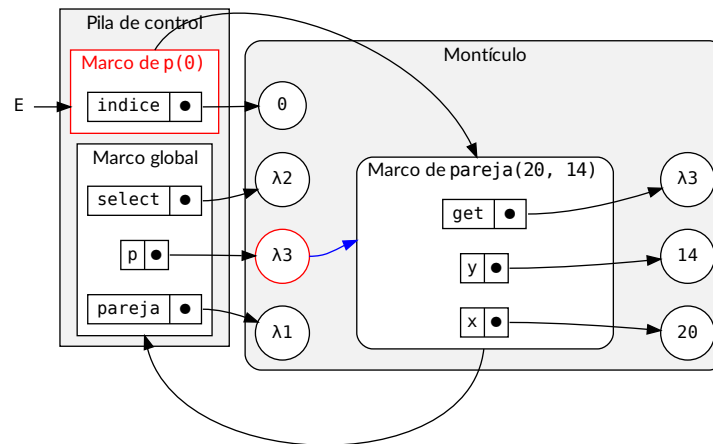 Pila de control
Marco de p(0)
E
indice
0
Marco global
select
λ2
p
λ3
pareja
λ1
Montículo
Marco de pareja(20, 14)
get
λ3
y
14
x
20